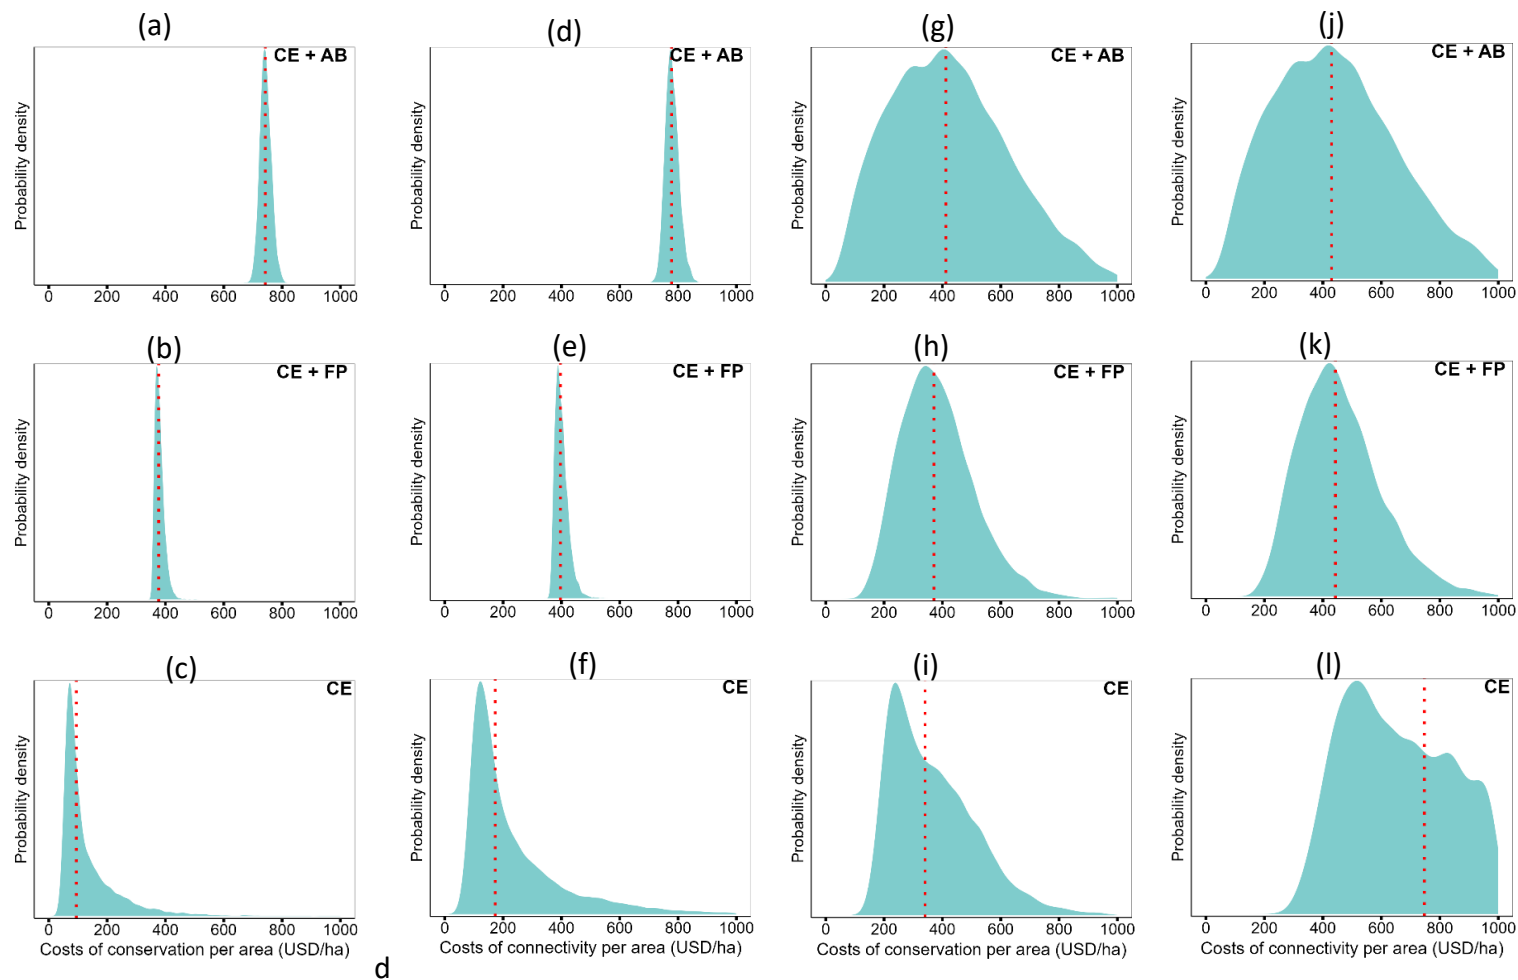 (a)
(d)
(g)
(j)
CE + AB
CE + AB
CE + AB
CE + AB
Probability density
Probability density
Probability density
Probability density
0 200 400 600 800 1000
0 200 400 600 800 1000
0 200 400 600 800 1000
0 200 400 600 800 1000
(b)
(e)
(h)
(k)
CE + FP
CE + FP
CE + FP
CE + FP
Probability density
Probability density
Probability density
Probability density
0 200 400 600 800 1000
0 200 400 600 800 1000
0 200 400 600 800 1000
0 200 400 600 800 1000
(c)
(f)
(i)
(l)
CE
CE
CE
CE
Probability density
Probability density
Probability density
Probability density
0 200 400 600 800 1000
0 200 400 600 800 1000
0 200 400 600 800 1000
0 200 400 600 800 1000
Costs of conservation per area (USD/ha)
Costs of connectivity per area (USD/ha)
Costs of conservation per area (USD/ha)
Costs of connectivity per area (USD/ha)
d